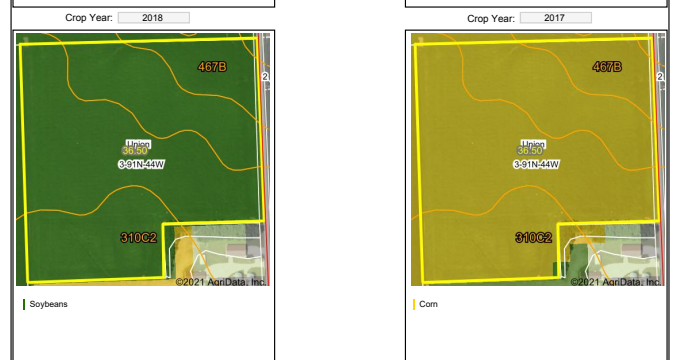 Crop Year: 2018
467B
2
Union
36.50
3-91N-44W
310C2
©2021 AgriData, Inc.
Soybeans
Crop Year: 2017
467B
2
Union
36.50
3-91N-44W
310C2
©2021 AgriData, Inc.
Corn